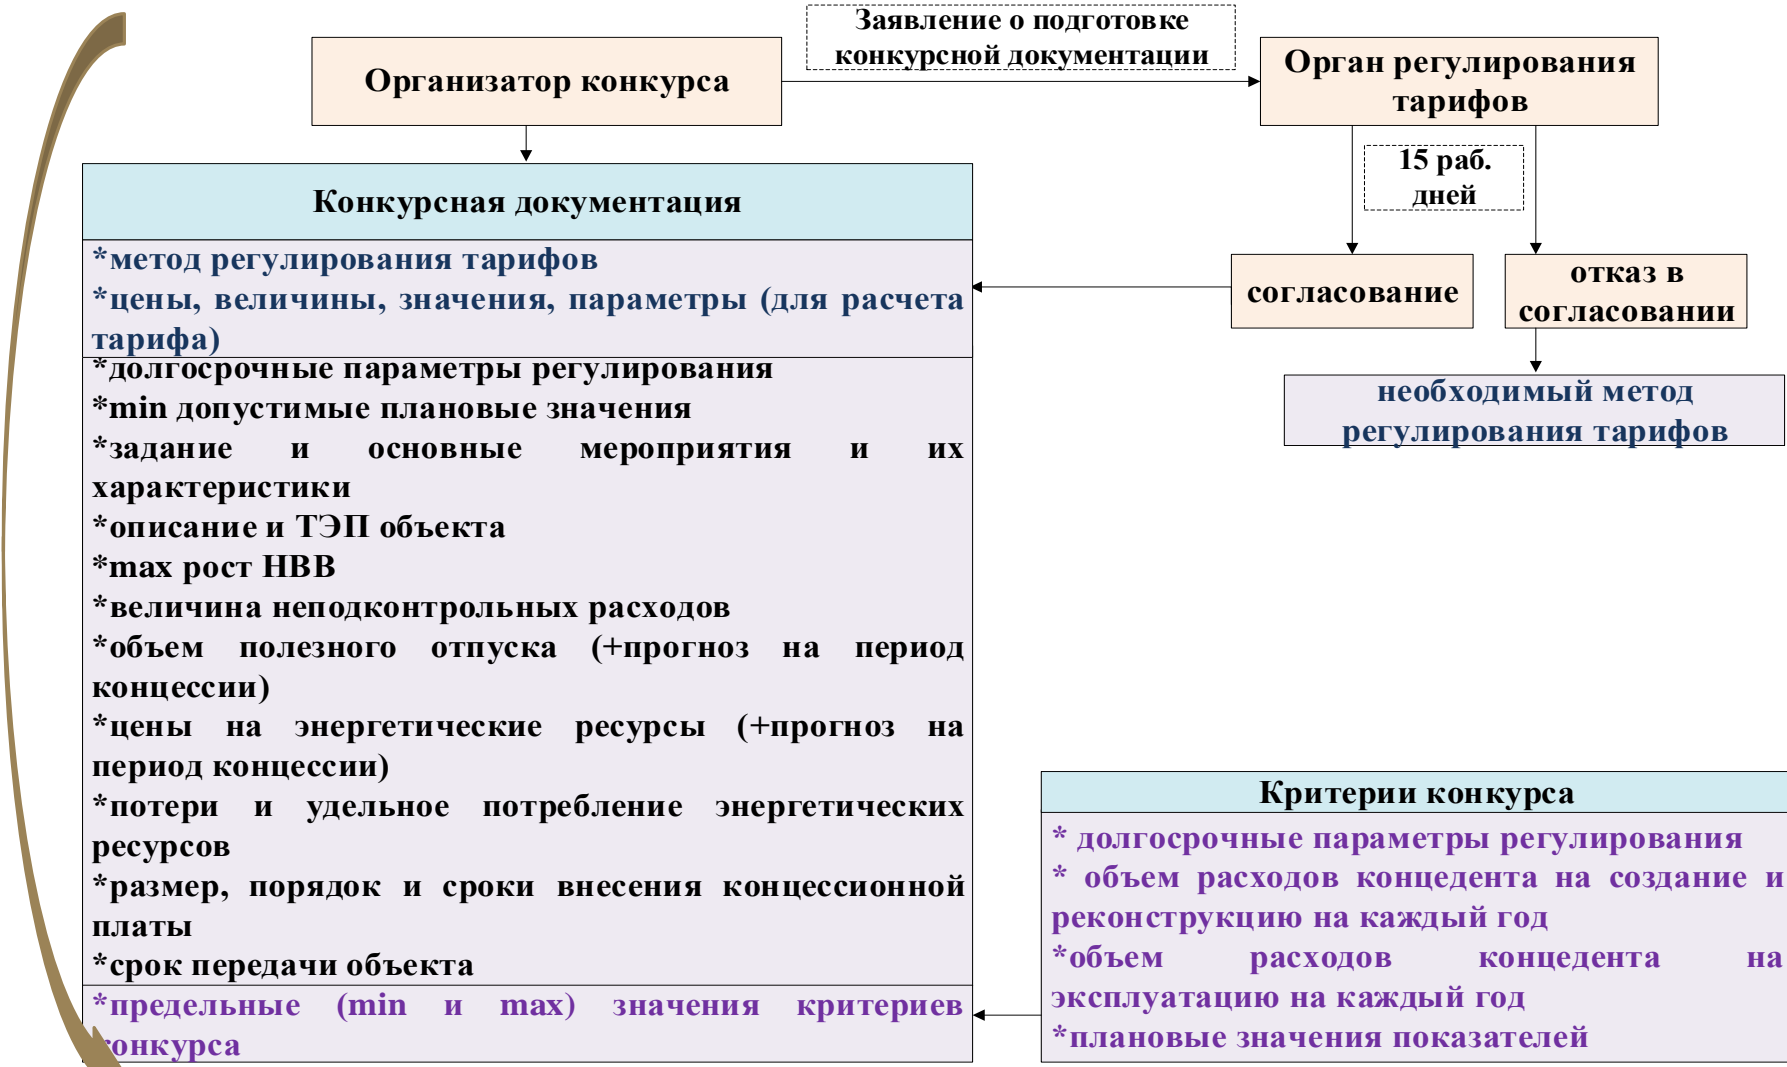 Заявление о подготовке
конкурсной документации
Организатор конкурса
Орган регулирования
тарифов
15 раб.
дней
согласование
отказ в
согласовании
необходимый метод
регулирования тарифов
Конкурсная документация
*метод регулирования тарифов
*цены, величины, значения, параметры (для расчета
тарифа)
*долгосрочные параметры регулирования
*min допустимые плановые значения
*задание и основные мероприятия и их
характеристики
*описание и ТЭП объекта
*max рост НВВ
*величина неподконтрольных расходов
*объем полезного отпуска (+прогноз на период
концессии)
*цены на энергетические ресурсы (+прогноз на
период концессии)
*потери и удельное потребление энергетических
ресурсов
*размер, порядок и сроки внесения концессионной
платы
*срок передачи объекта
*предельные (min и max) значения критериев
конкурса
Критерии конкурса
* долгосрочные параметры регулирования
* объем расходов концедента на создание и
реконструкцию на каждый год
*объем расходов концедента на
эксплуатацию на каждый год
*плановые значения показателей